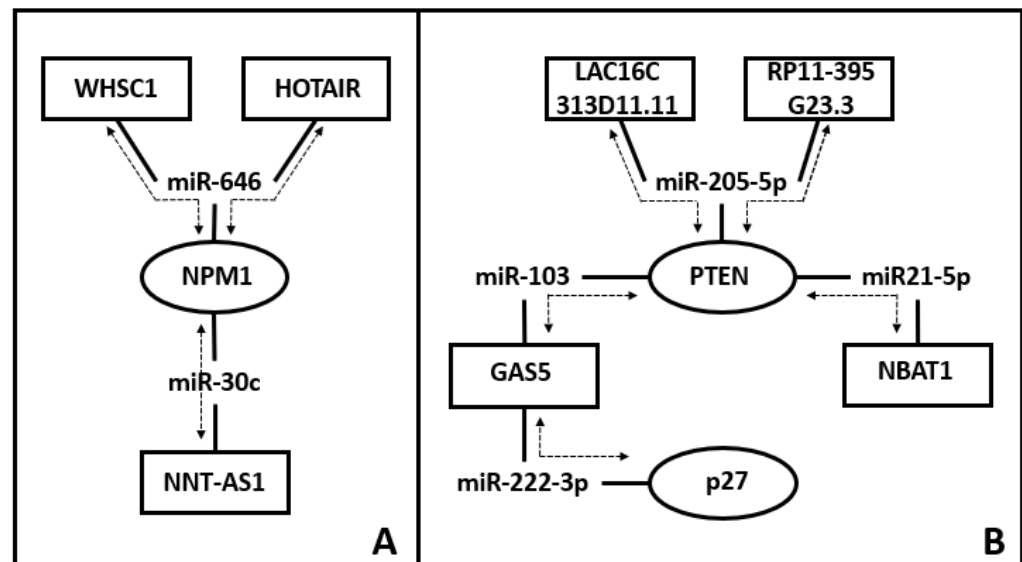 WHSC1
HOTAIR
miR-646
NPM1
miR-30c
NNT-AS1
A
LAC16C
313D11.11
RP11-395
G23.3
miR-205-5p
miR-103
PTEN
miR21-5p
GAS5
NBAT1
miR-222-3p
p27
B